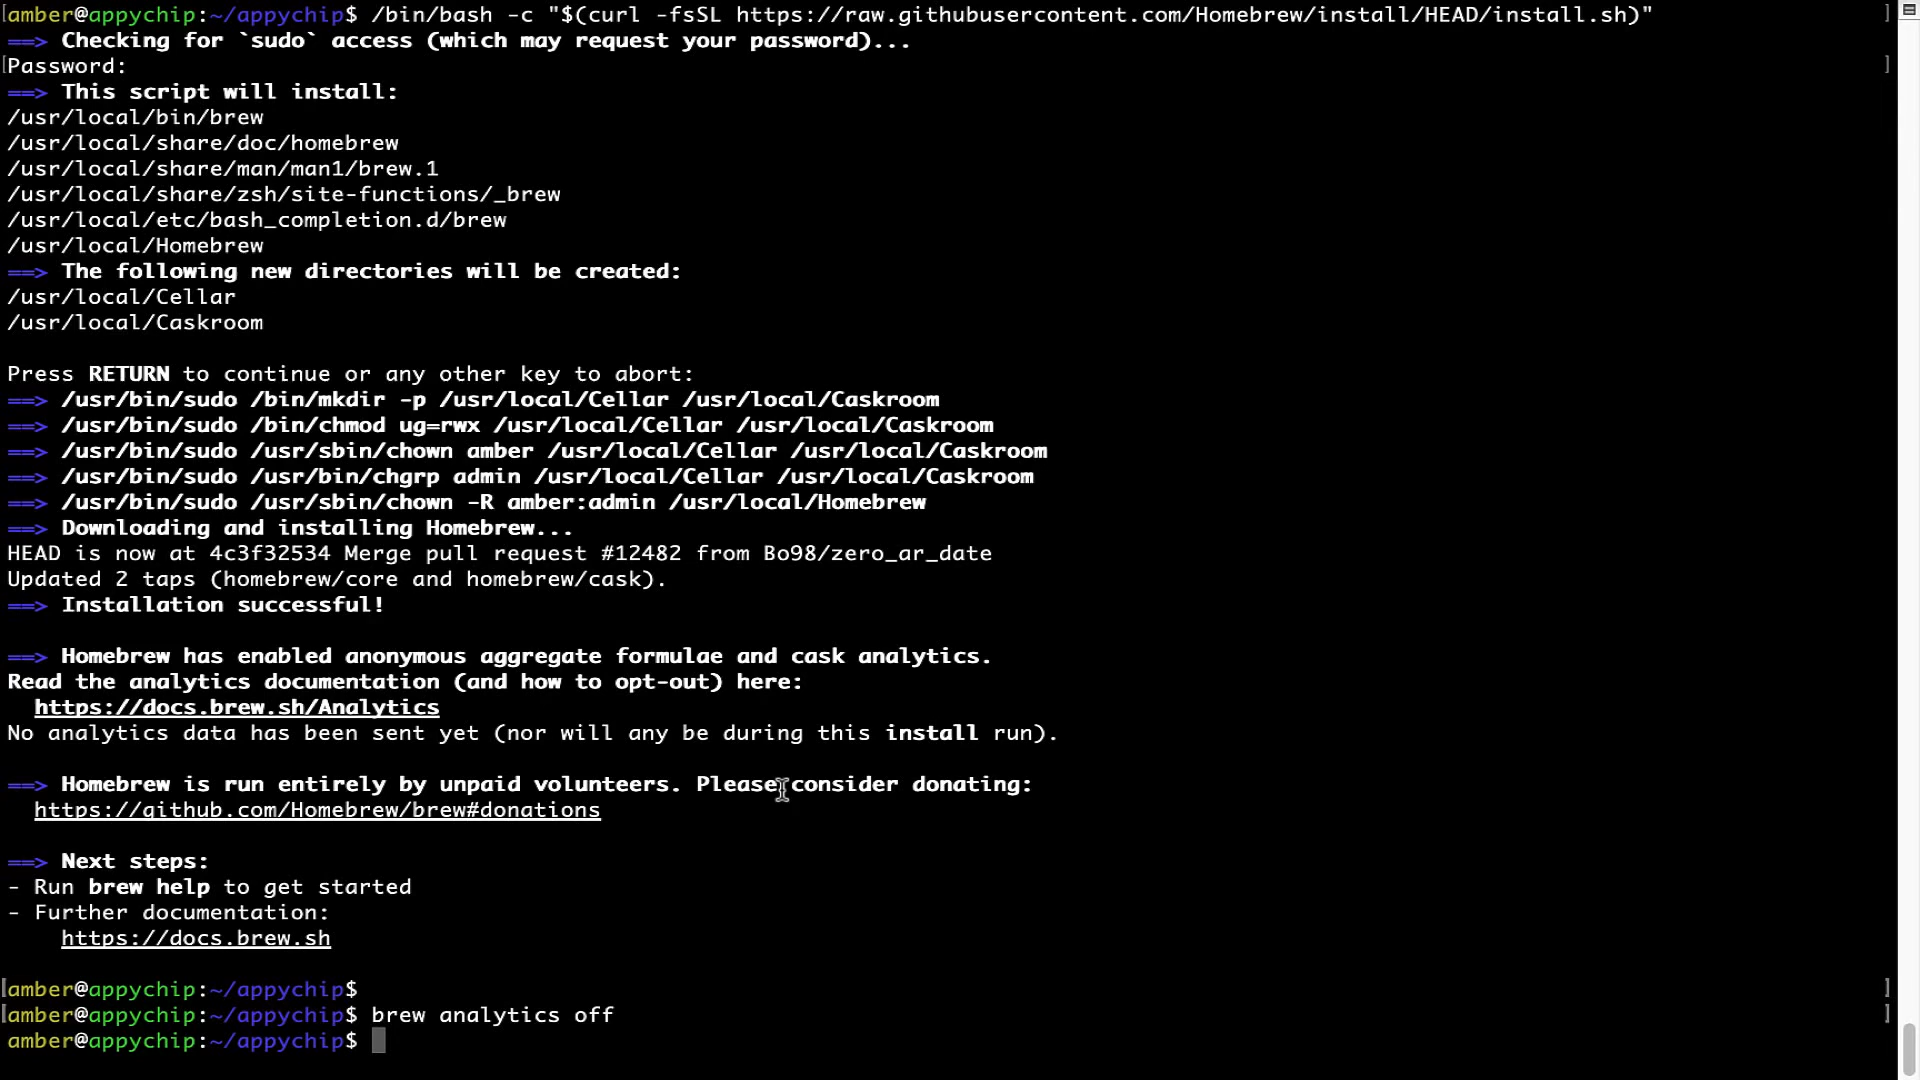 amber@appychip:~/appychip$ /bin/bash -c "$(curl -fsSL https://raw.githubusercontent.com/Homebrew/install/HEAD/install.sh)"
==> Checking for `sudo` access (which may request your password)...
Password:
==> This script will install:
/usr/local/bin/brew
/usr/local/share/doc/homebrew
/usr/local/share/man/man1/brew.1
/usr/local/share/zsh/site-functions/_brew
/usr/local/etc/bash_completion.d/brew
/usr/local/Homebrew
==> The following new directories will be created:
/usr/local/Cellar
/usr/local/Caskroom
Press RETURN to continue or any other key to abort:
==> /usr/bin/sudo /bin/mkdir -p /usr/local/Cellar /usr/local/Caskroom
==> /usr/bin/sudo /bin/chmod ug=rwx /usr/local/Cellar /usr/local/Caskroom
==> /usr/bin/sudo /usr/sbin/chown amber /usr/local/Cellar /usr/local/Caskroom
==> /usr/bin/sudo /usr/bin/chgrp admin /usr/local/Cellar /usr/local/Caskroom
==> /usr/bin/sudo /usr/sbin/chown -R amber:admin /usr/local/Homebrew
==> Downloading and installing Homebrew...
HEAD is now at 4c3f32534 Merge pull request #12482 from Bo98/zero_ar_date
Updated 2 taps (homebrew/core and homebrew/cask).
==> Installation successful!
==> Homebrew has enabled anonymous aggregate formulae and cask analytics.
Read the analytics documentation (and how to opt-out) here:
https://docs.brew.sh/Analytics
No analytics data has been sent yet (nor will any be during this install run).
==> Homebrew is run entirely by unpaid volunteers. Please consider donating:
https://github.com/Homebrew/brew#donations
==> Next steps:
- Run brew help to get started
- Further documentation:
https://docs.brew.sh
amber@appychip:~/appychip$
amber@appychip:~/appychip$ brew analytics off
amber@appychip:~/appychip$